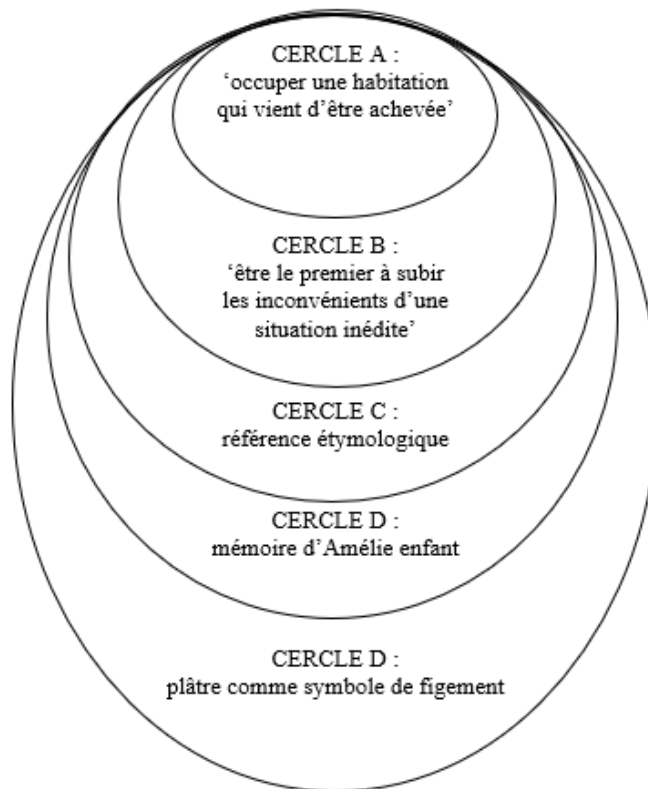 CERCLE A :
‘occuper une habitation
qui vient d’être achevée’
CERCLE B :
‘être le premier à subir
les inconvénients d’une
situation inédite’
CERCLE C :
référence étymologique
CERCLE D :
mémoire d’Amélie enfant
CERCLE D :
plâtre comme symbole de figement